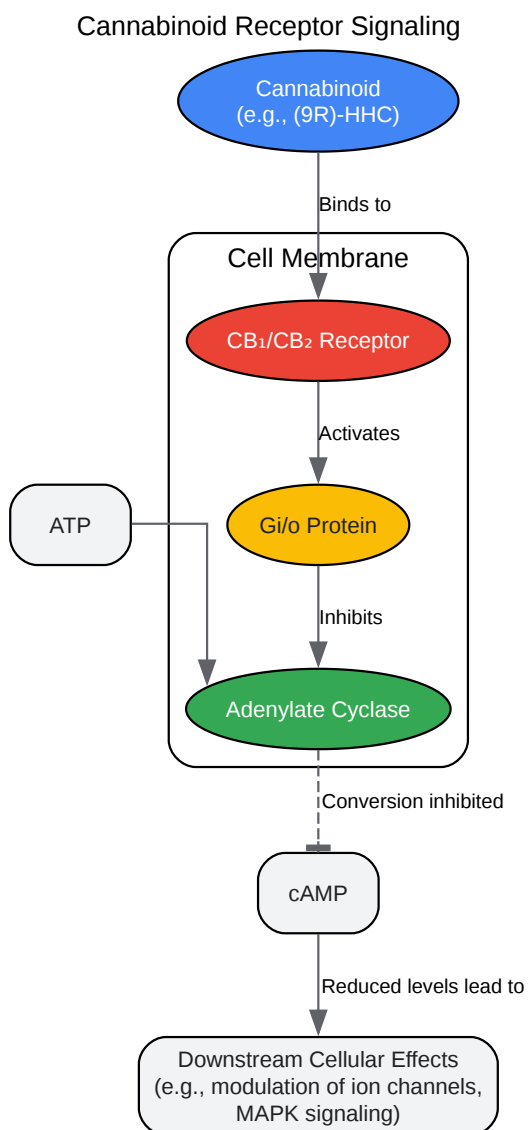 Cannabinoid Receptor Signaling
Cannabinoid
(e.g., (9R)-HHC)
Binds to
Cell Membrane
CB₁/CB₂ Receptor
Activates
ATP
Gi/o Protein
Inhibits
Adenylate Cyclase
Conversion inhibited
cAMP
Reduced levels lead to
Downstream Cellular Effects
(e.g., modulation of ion channels,
MAPK signaling)